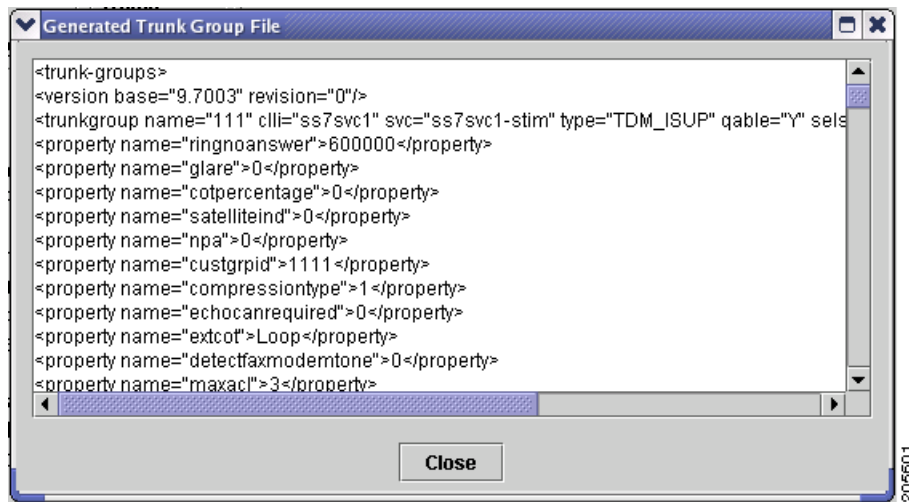 Generated Trunk Group File
<trunk-groups>
<version base="9.7003" revision="0"/>
<trunkgroup name="111" clli="ss7svc1" svc="ss7svc1-stim" type="TDM_ISUP" qable="Y" sels
<property name="ringnoanswer">600000</property>
<property name="glare">0</property>
<property name="cotpercentage">0</property>
<property name="satelliteind">0</property>
<property name="npa">0</property>
<property name="custgrpid">1111</property>
<property name="compressiontype">1</property>
<property name="echocanrequired">0</property>
<property name="extcot">Loop</property>
<property name="detectfaxmodemtone">0</property>
<property name="maxacl">3</property>
Close
205601